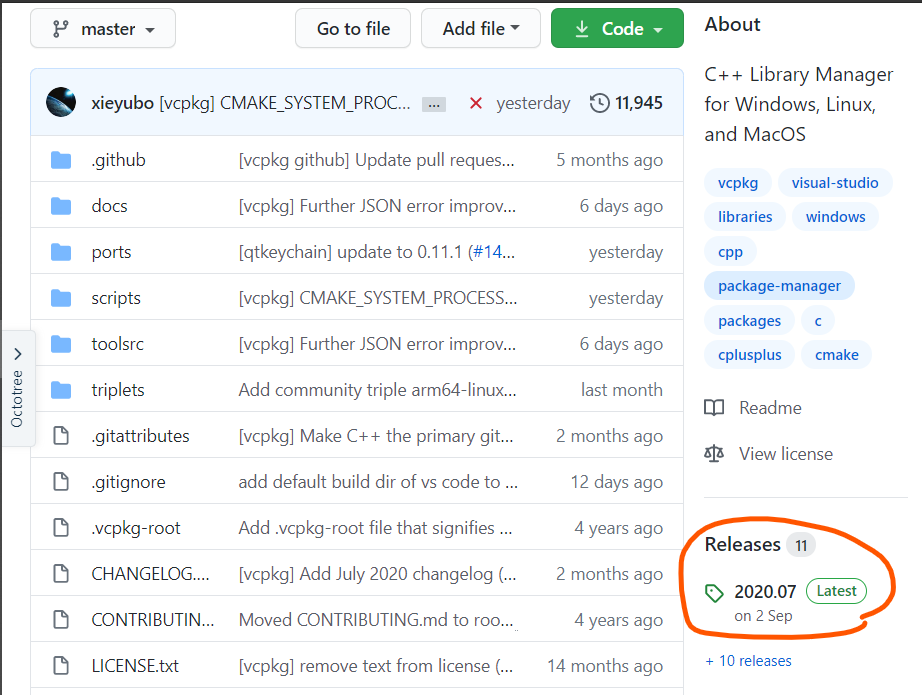 master Go to file Add file Code
xieyubo [vcpkg] CMAKE_SYSTEM_PROC... ... yesterday 11,945
.github [vcpkg github] Update pull reques... 5 months ago
docs [vcpkg] Further JSON error improv... 6 days ago
ports [qtkeychain] update to 0.11.1 (#14... yesterday
scripts [vcpkg] CMAKE_SYSTEM_PROCESS... yesterday
toolsrc [vcpkg] Further JSON error improv... 6 days ago
triplets Add community triple arm64-linux... last month
.gitattributes [vcpkg] Make C++ the primary git... 2 months ago
.gitignore add default build dir of vs code to ... 12 days ago
.vcpkg-root Add .vcpkg-root file that signifies ... 4 years ago
CHANGELOG.... [vcpkg] Add July 2020 changelog (... 2 months ago
CONTRIBUTIN... Moved CONTRIBUTING.md to roo... 4 years ago
LICENSE.txt [vcpkg] remove text from license (... 14 months ago
Octotree
About
C++ Library Manager
for Windows, Linux,
and MacOS
vcpkg visual-studio
libraries windows
cpp
package-manager
packages c
cplusplus cmake
Readme
View license
Releases 11
2020.07 Latest
on 2 Sep
+ 10 releases